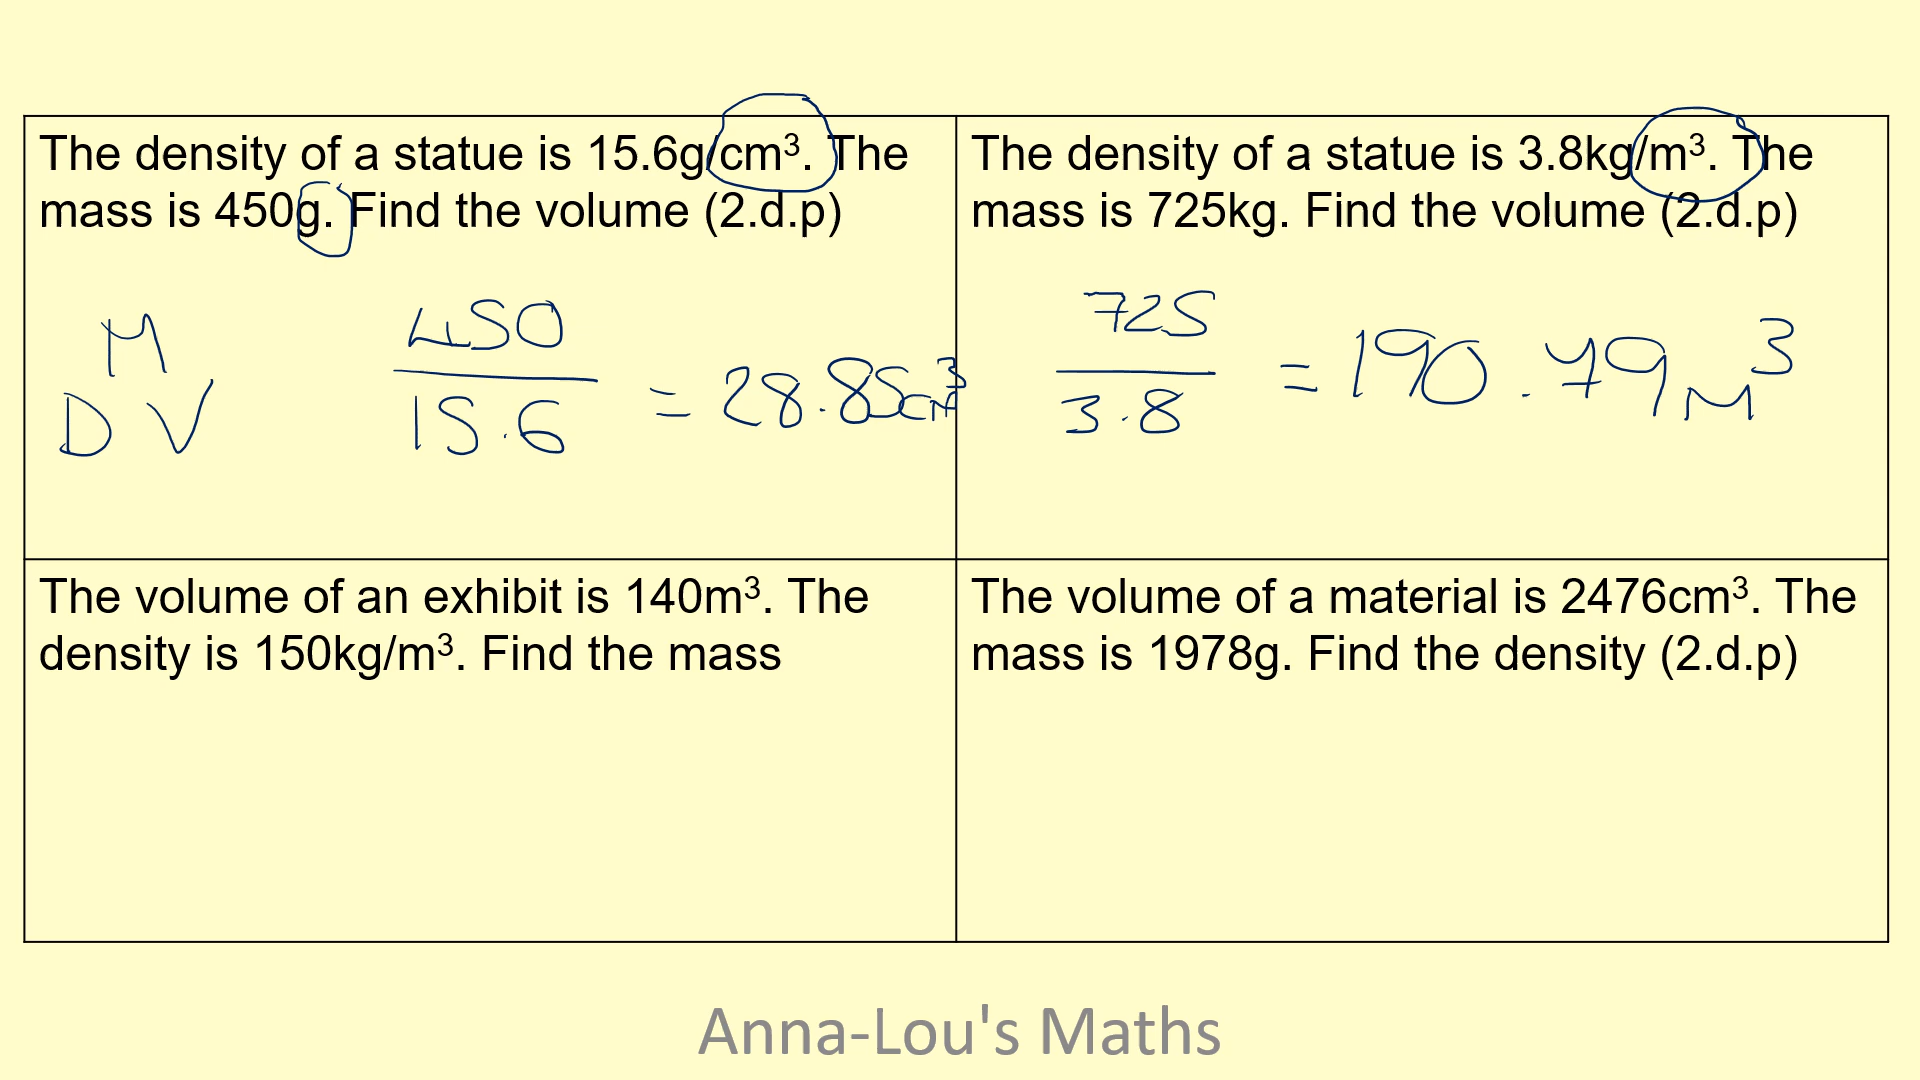 The density of a statue is 15.6g/cm³. The
mass is 450g. Find the volume (2.d.p)
M
D V
450
15.6
= 28.85cm³
The density of a statue is 3.8kg/m³. The
mass is 725kg. Find the volume (2.d.p)
725
3.8
= 190.79m³
The volume of an exhibit is 140m³. The
density is 150kg/m³. Find the mass
The volume of a material is 2476cm³. The
mass is 1978g. Find the density (2.d.p)
Anna-Lou's Maths